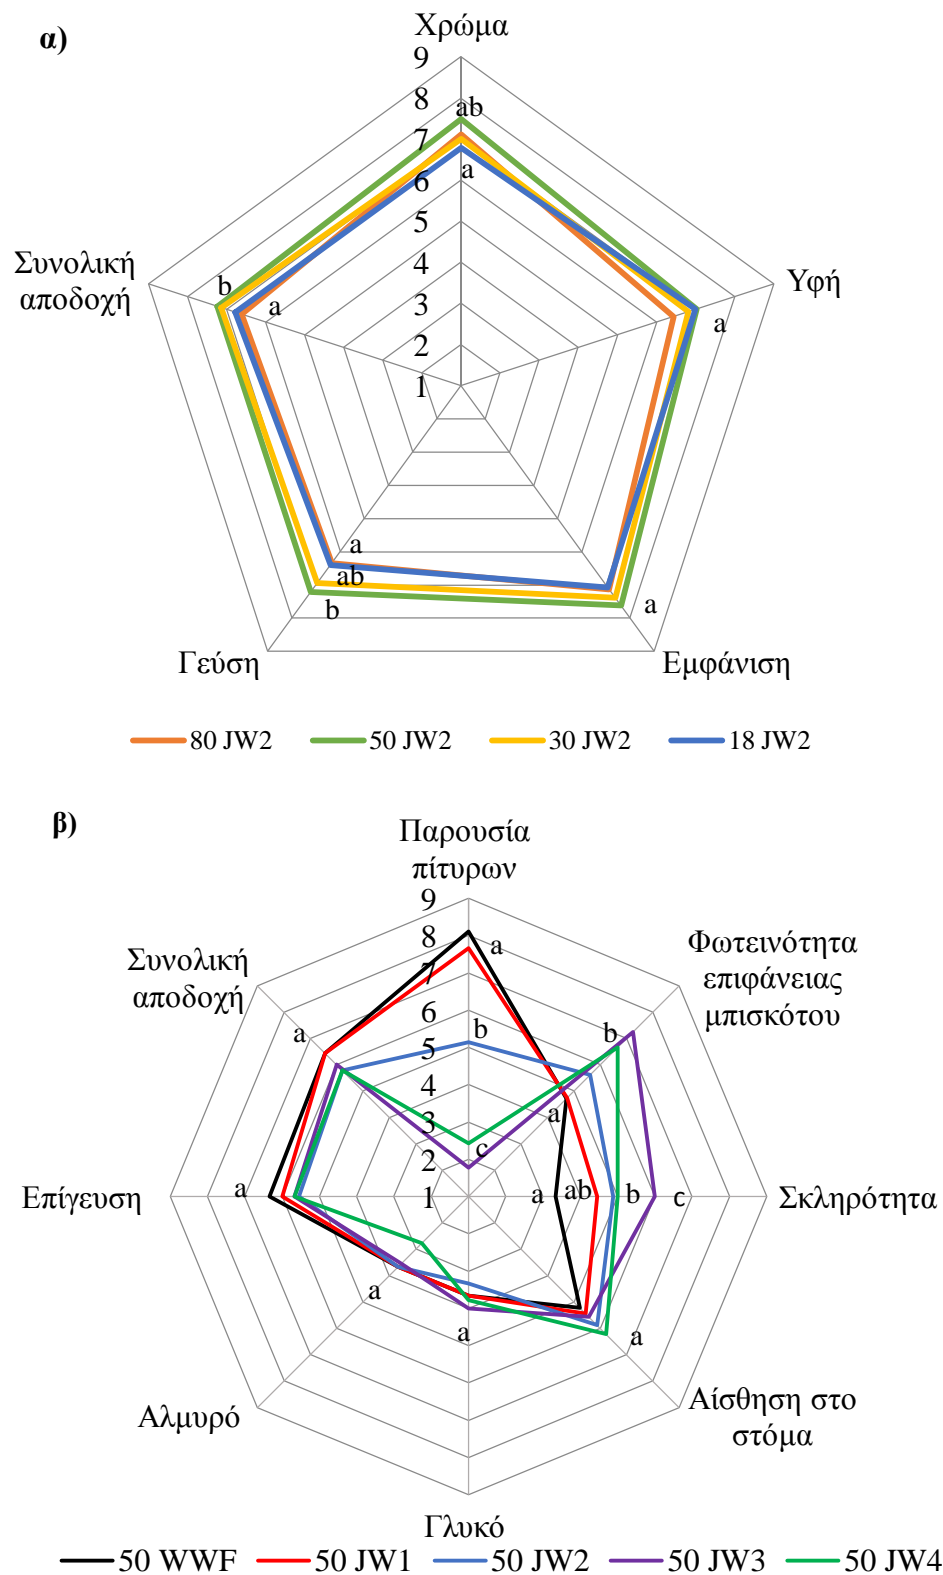 α)
Χρώμα
9
8
ab
7
a
6
5
Συνολική
αποδοχή
4
Υφή
b
a
3
a
2
1
a
ab
a
b
Γεύση
Εμφάνιση
80 JW2
50 JW2
30 JW2
18 JW2
β)
Παρουσία
πίτυρων
9
8
a
Φωτεινότητα
επιφάνειας
μπισκότου
Συνολική
αποδοχή
7
6
a
b
b
5
4
a
3
c
2
Επίγευση
a
1
a
ab
b
c
Σκληρότητα
a
a
a
Αίσθηση στο
στόμα
Αλμυρό
Γλυκό
50 WWF
50 JW1
50 JW2
50 JW3
50 JW4